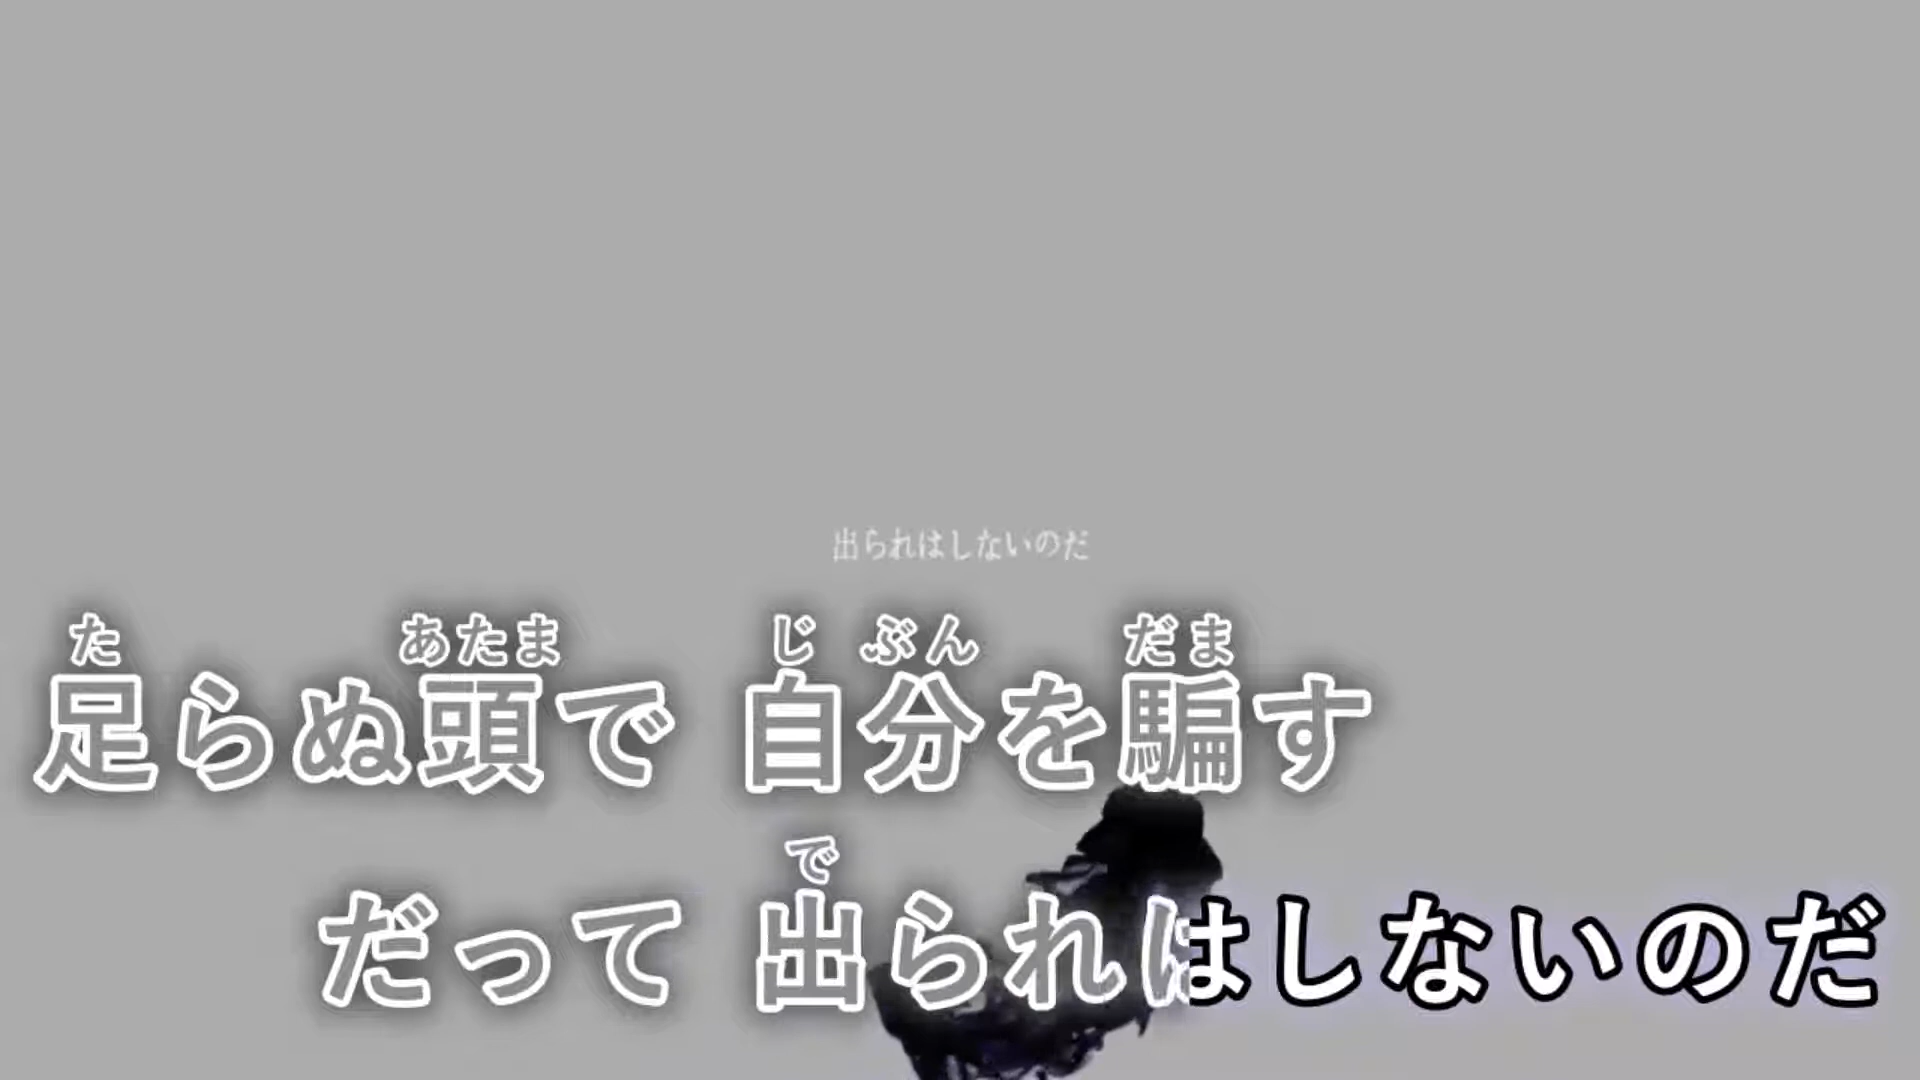 出られはしないのだ
た あたま じ ぶん だま
足らぬ頭で 自分を騙す
で
だって 出られはしないのだ